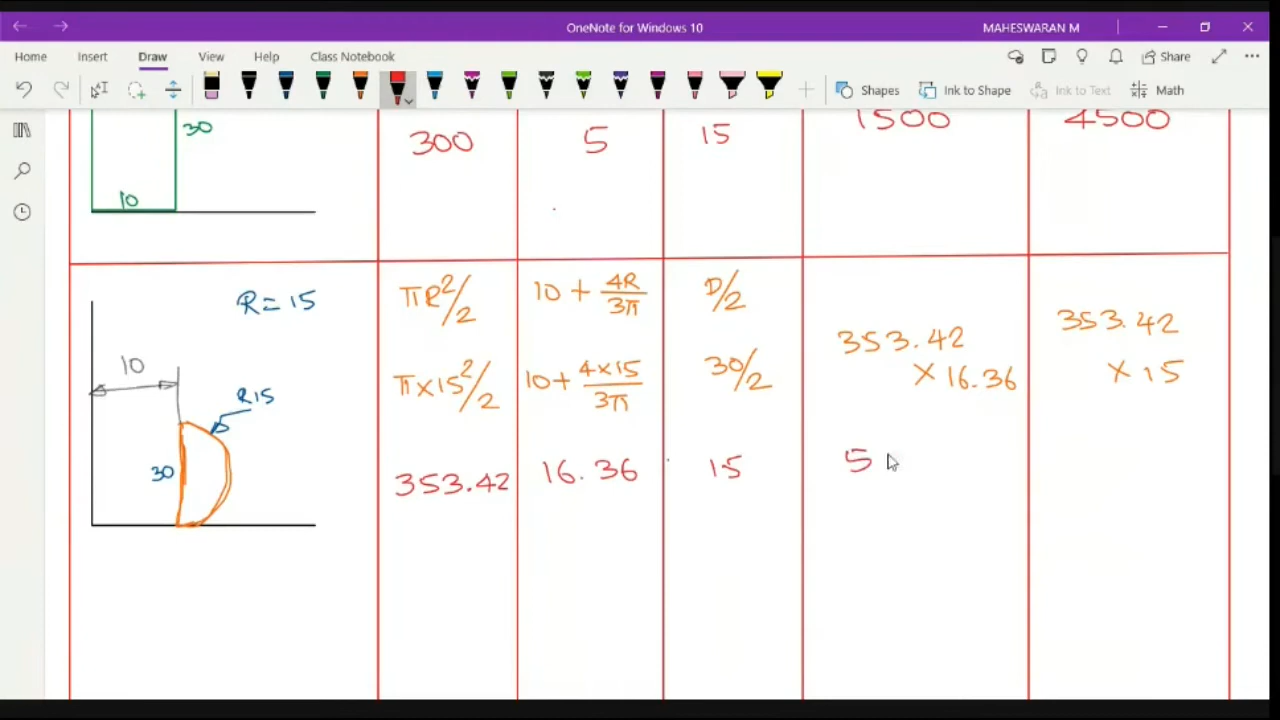 OneNote for Windows 10
MAHESWARAN M
Home Insert Draw View Help Class Notebook
Share
Shapes Ink to Shape Ink to Text Math
30
10
300 5 15 1500 4500
R = 15
10
R15
30
πR²/2 10 + 4R/3π D/2
353.42 × 16.36
353.42 × 15
π×15²/2 10 + 4×15/3π 30/2
353.42 16.36 15 5